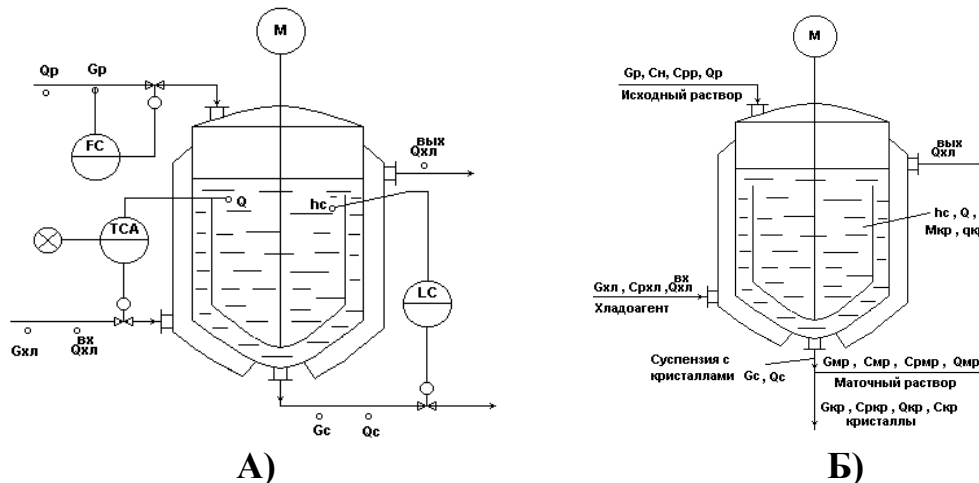 М
Qр
Gр
FC
вых
Qхл
Q
hc
TCA
LC
вх
Gхл
Qхл
Gc
Qc
А)
М
Gр, Сн, Срр, Qр
Исходный раствор
вых
Qхл
hc , Q ,
Мкр , qкр
вх
Gхл , Срхл ,Qхл
Хладоагент
Суспензия с
кристаллами Gc , Qc
Gмр , Смр , Срмр , Qмр
Маточный раствор
Gкр , Сркр , Qкр , Скр
кристаллы
Б)